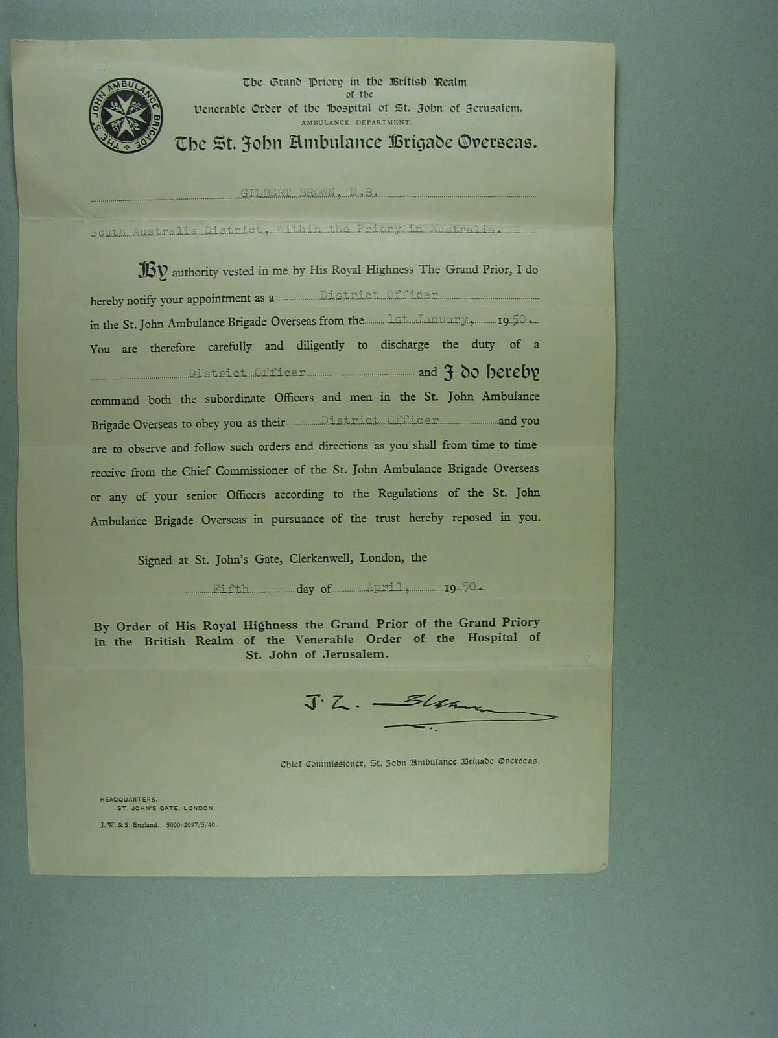 THE ST. JOHN AMBULANCE BRIGADE
The Grand Priory in the British Realm
of the
Venerable Order of the Hospital of St. John of Jerusalem.
AMBULANCE DEPARTMENT.
The St. John Ambulance Brigade Overseas.
GILBERT BROWN, M.B.
South Australia District, Within the Priory in Australia.
By authority vested in me by His Royal Highness The Grand Prior, I do
hereby notify your appointment as a District Officer
in the St. John Ambulance Brigade Overseas from the 1st January, 1950.
You are therefore carefully and diligently to discharge the duty of a
District Officer and I do hereby
command both the subordinate Officers and men in the St. John Ambulance
Brigade Overseas to obey you as their District Officer and you
are to observe and follow such orders and directions as you shall from time to time
receive from the Chief Commissioner of the St. John Ambulance Brigade Overseas
or any of your senior Officers according to the Regulations of the St. John
Ambulance Brigade Overseas in pursuance of the trust hereby reposed in you.
Signed at St. John's Gate, Clerkenwell, London, the
Fifth day of April, 1950.
By Order of His Royal Highness the Grand Prior of the Grand Priory
in the British Realm of the Venerable Order of the Hospital of
St. John of Jerusalem.
Chief Commissioner, St. John Ambulance Brigade Overseas.
HEADQUARTERS,
ST. JOHN'S GATE, LONDON.
J. W. & S. England. 5000/2097/5/40.